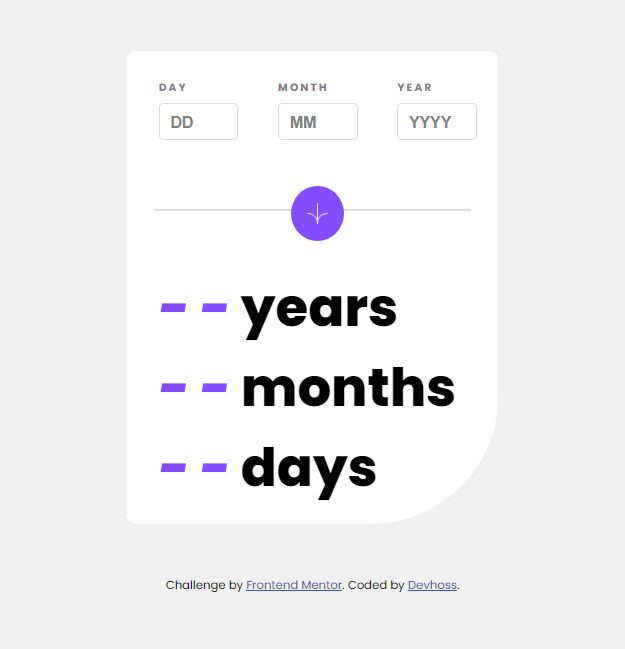 DAY MONTH YEAR
DD MM YYYY
- - years
- - months
- - days
Challenge by Frontend Mentor. Coded by Devhoss.